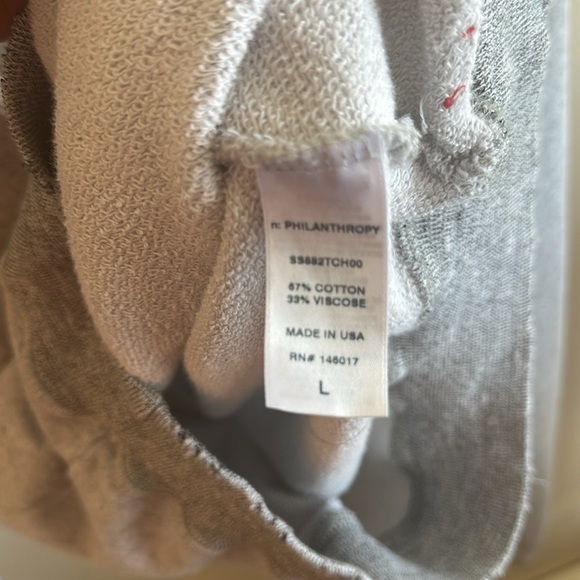 n: PHILANTHROPY
SS882TCH00
67% COTTON
33% VISCOSE
MADE IN USA
RN# 146017
L